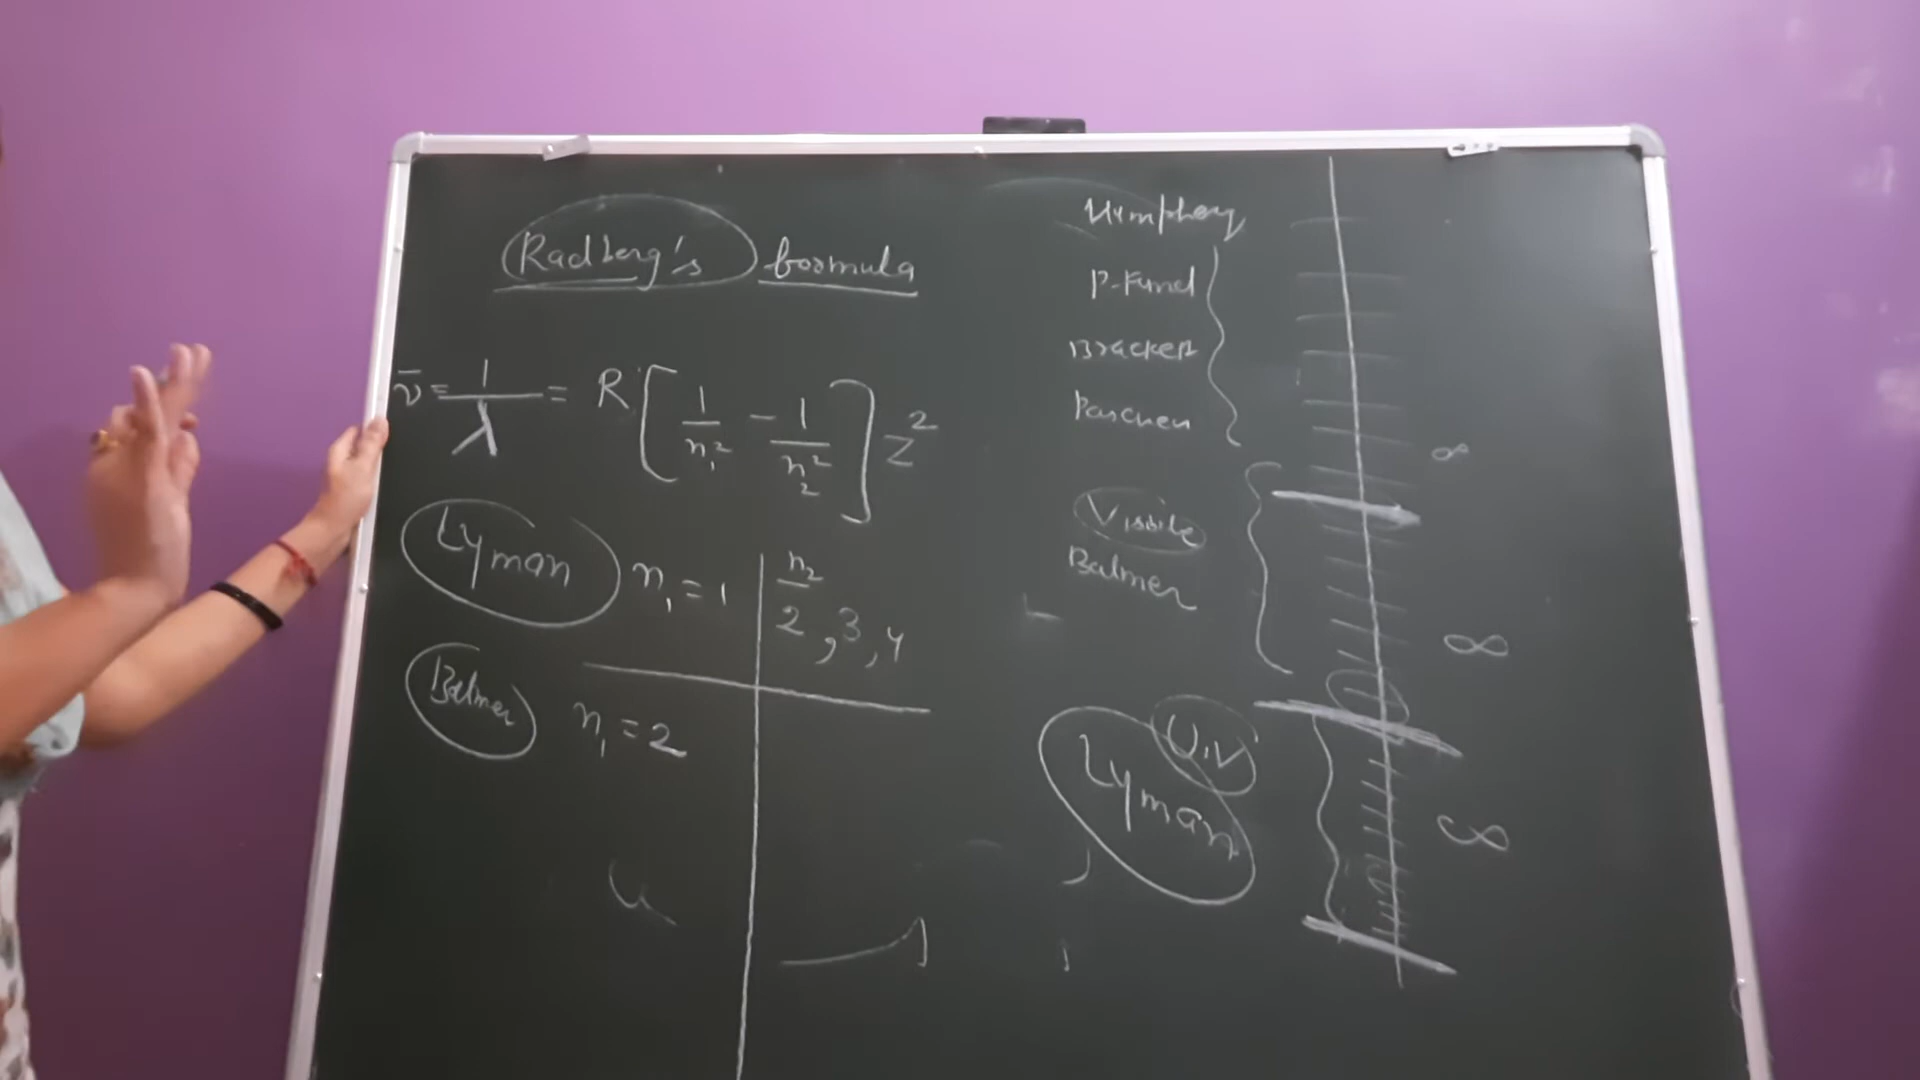 Radberg's formula
ν̄ = 1/λ = R [ 1/n₁² - 1/n₂² ] Z²
Lyman n₁ = 1
n₂
2, 3, 4
Balmer n₁ = 2
Humphery
P-Fund
Bracket
Paschen
∞
Visible
Balmer
∞
U.V
Lyman
∞